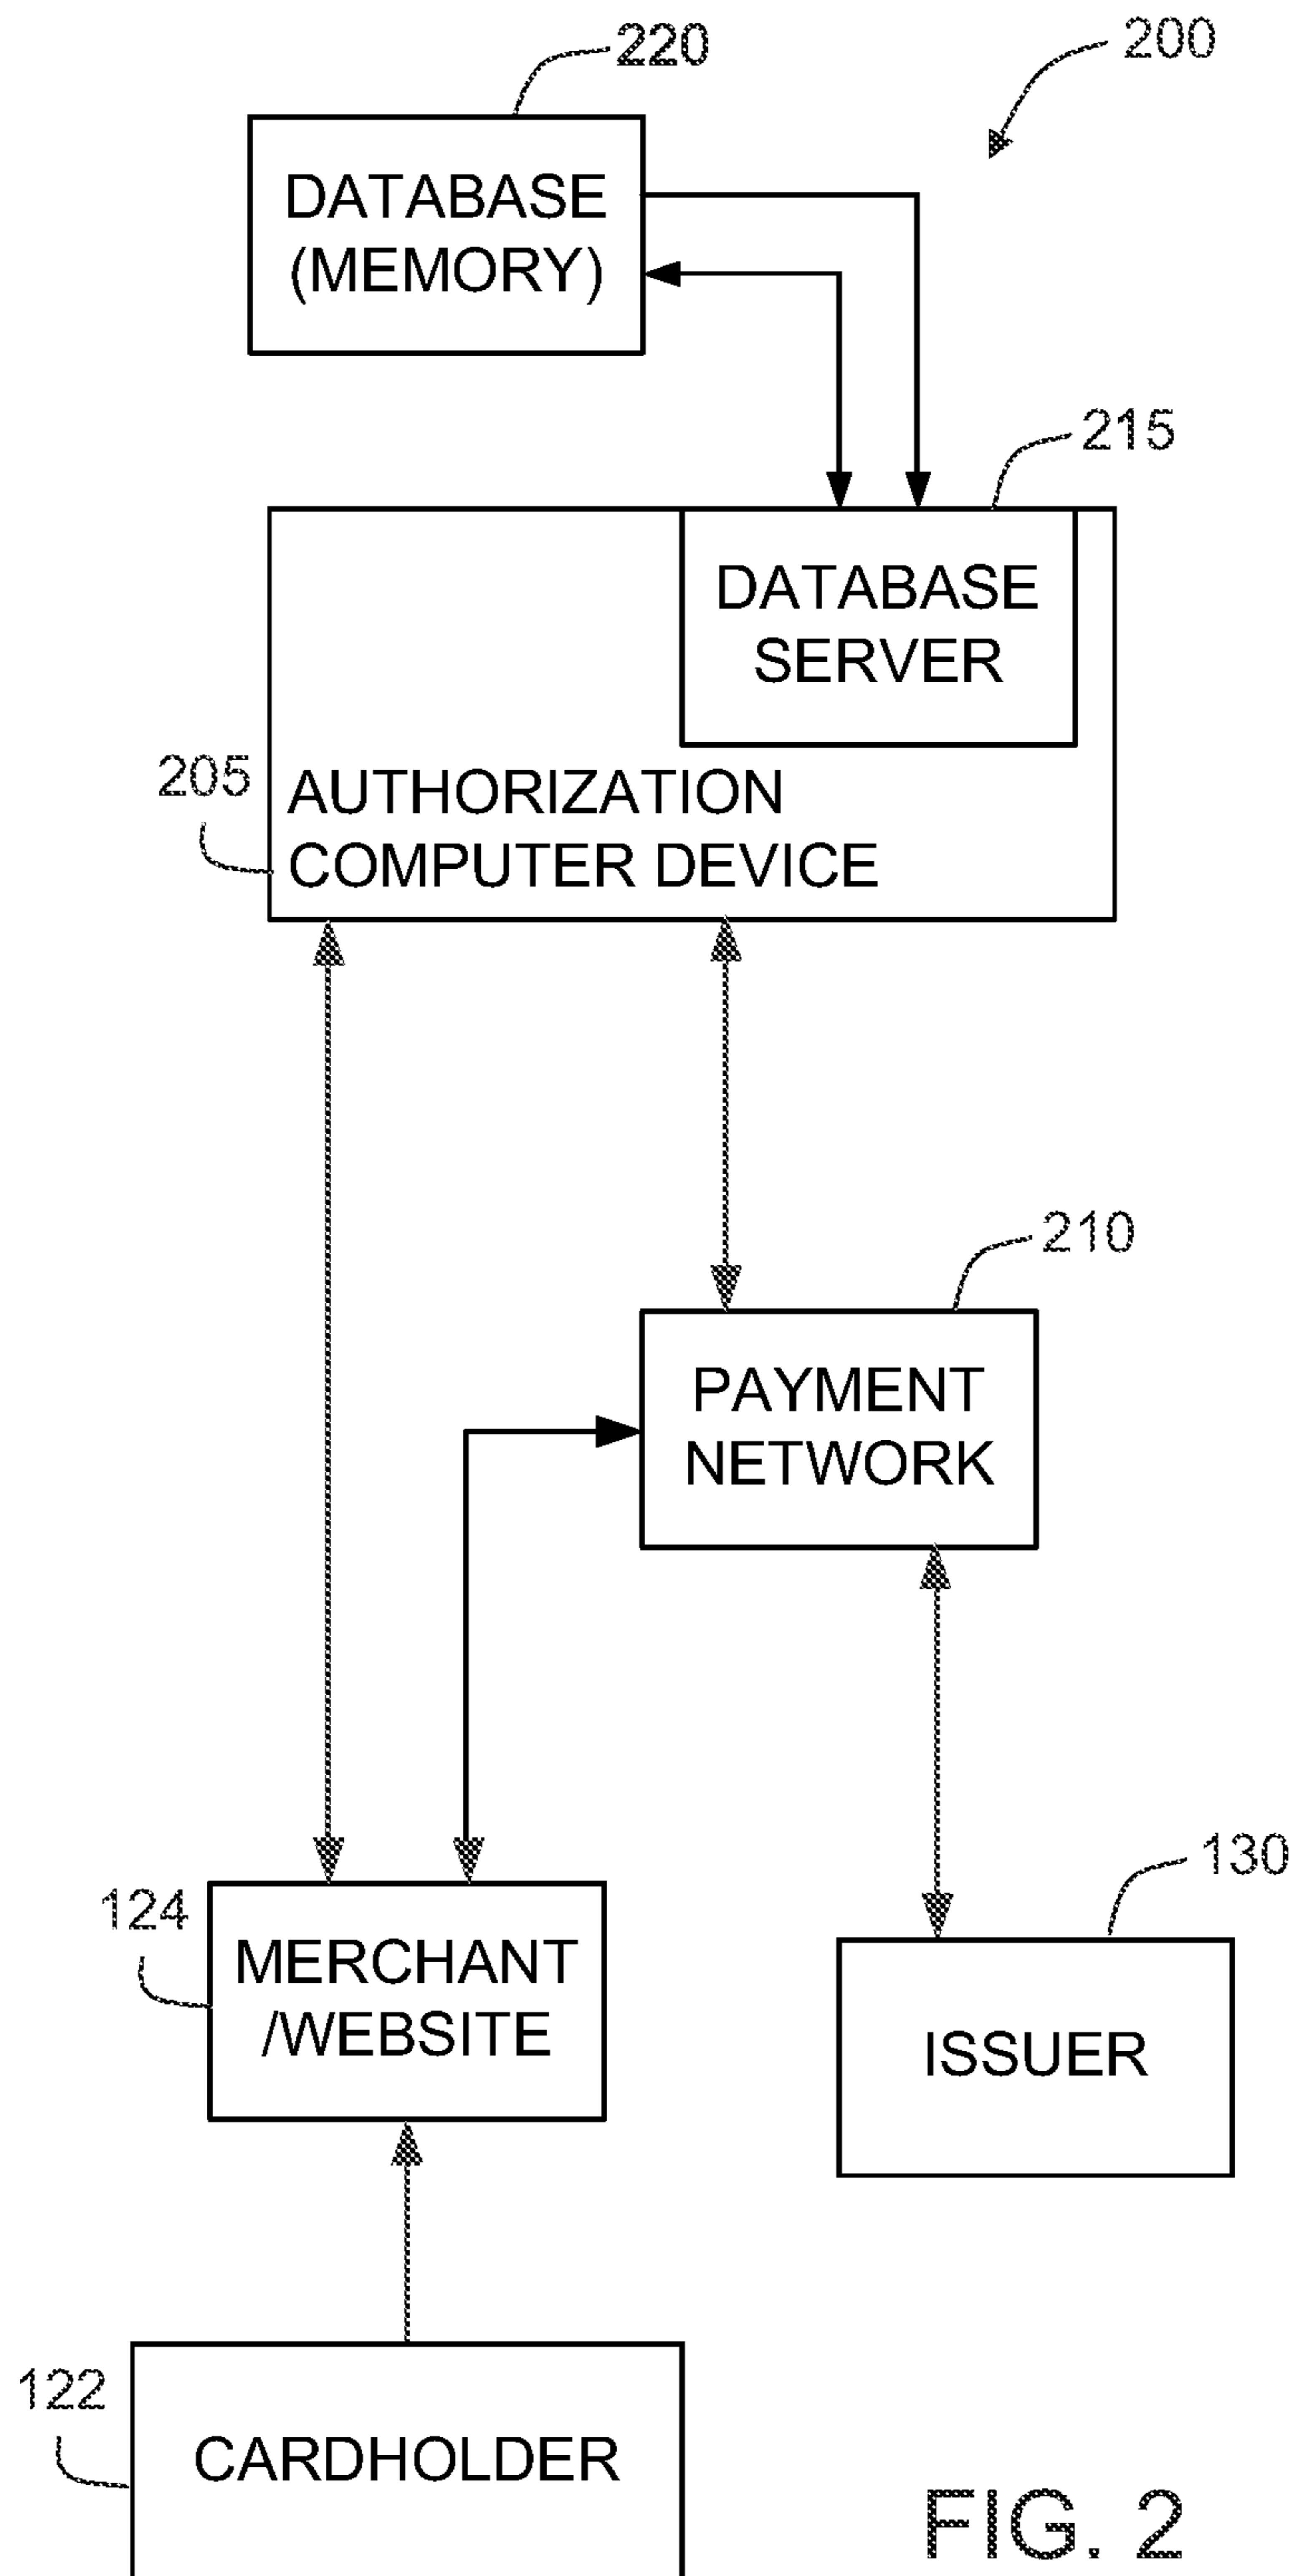 220
200
DATABASE
(MEMORY)
215
DATABASE
SERVER
205
AUTHORIZATION
COMPUTER DEVICE
210
PAYMENT
NETWORK
130
124
MERCHANT
/WEBSITE
ISSUER
122
CARDHOLDER
FIG. 2